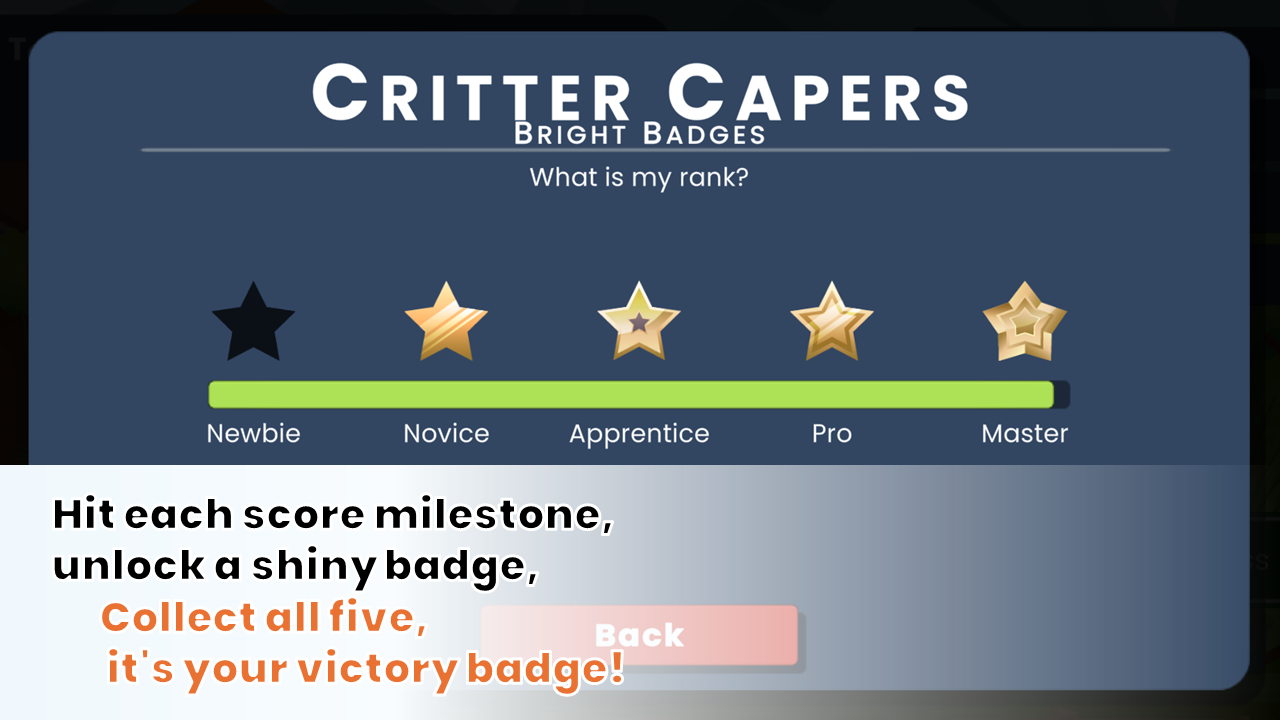 Critter Capers
Bright Badges
What is my rank?
Newbie Novice Apprentice Pro Master
Hit each score milestone,
unlock a shiny badge,
Collect all five,
it's your victory badge!
Back